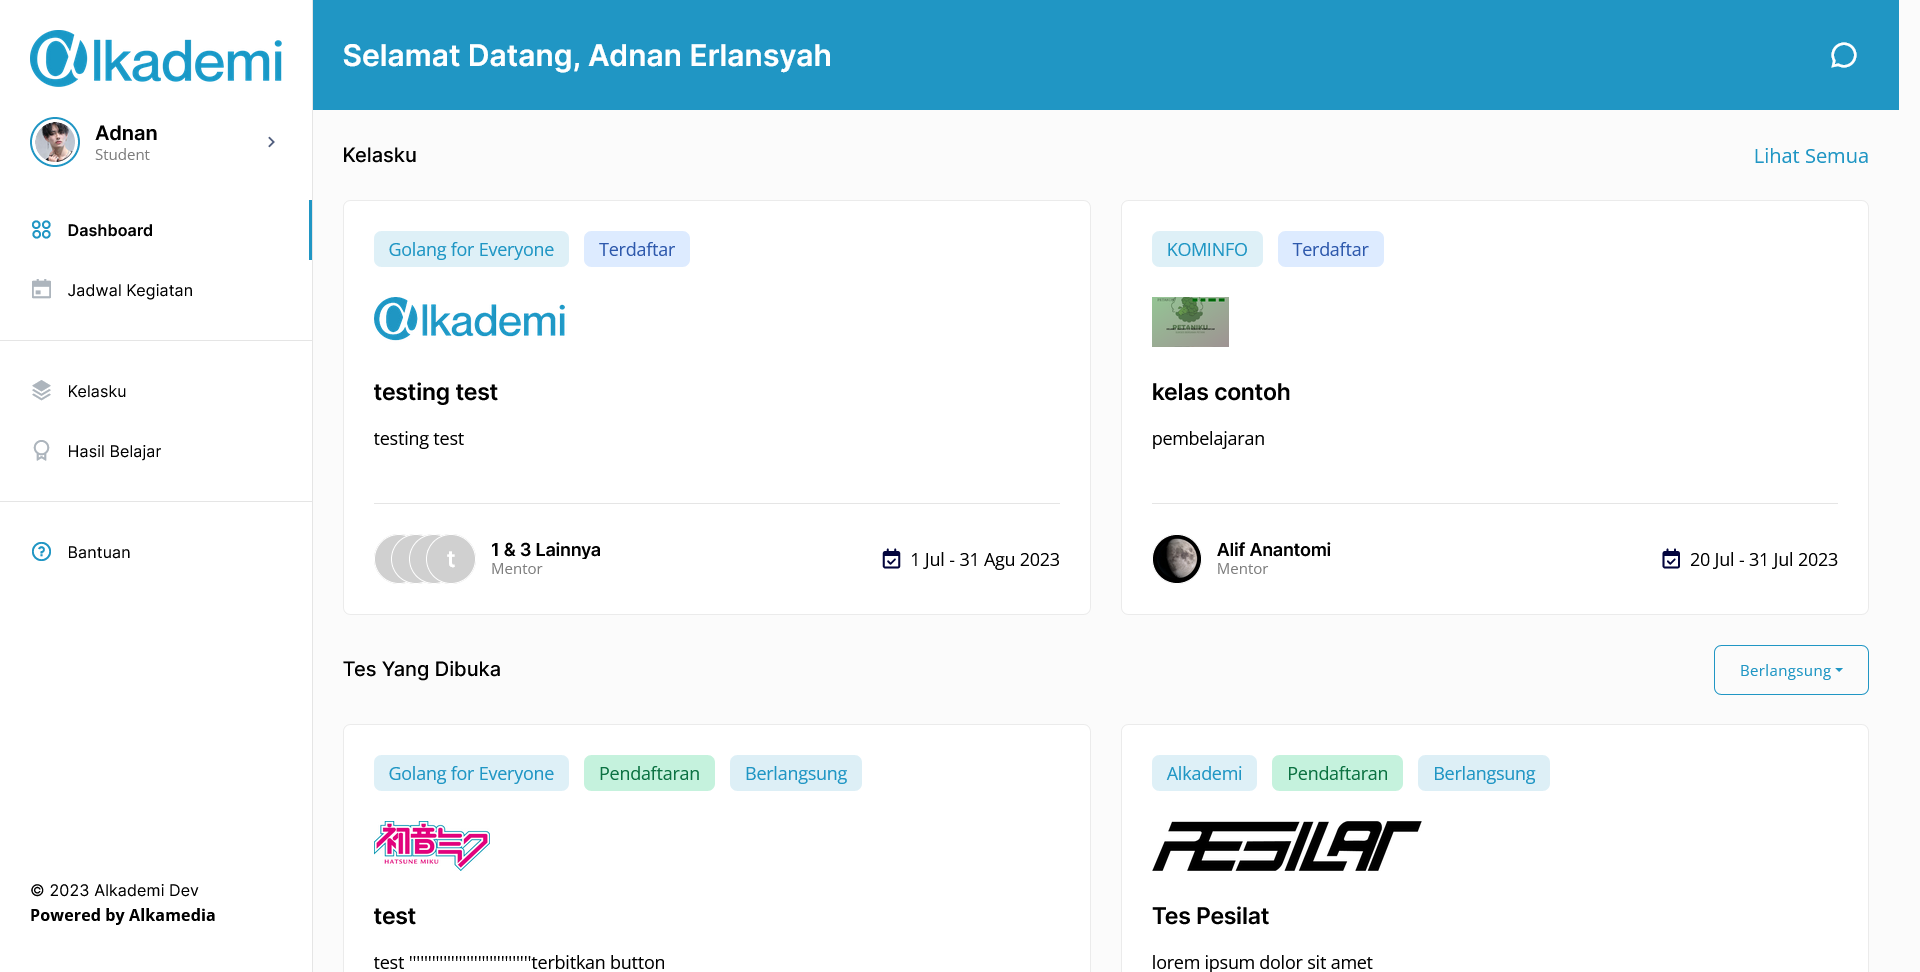 Alkademi
Adnan
Student
Dashboard
Jadwal Kegiatan
Kelasku
Hasil Belajar
Bantuan
© 2023 Alkademi Dev
Powered by Alkamedia
Selamat Datang, Adnan Erlansyah
Kelasku
Lihat Semua
Golang for Everyone
Terdaftar
Alkademi
testing test
testing test
t
1 & 3 Lainnya
Mentor
1 Jul - 31 Agu 2023
KOMINFO
Terdaftar
PETANIKU
kelas contoh
pembelajaran
Alif Anantomi
Mentor
20 Jul - 31 Jul 2023
Tes Yang Dibuka
Berlangsung
Golang for Everyone
Pendaftaran
Berlangsung
初音ミク
HATSUNE MIKU
test
test '''''''''''''''''''''''''''''''terbitkan button
Alkademi
Pendaftaran
Berlangsung
PESILAT
Tes Pesilat
lorem ipsum dolor sit amet